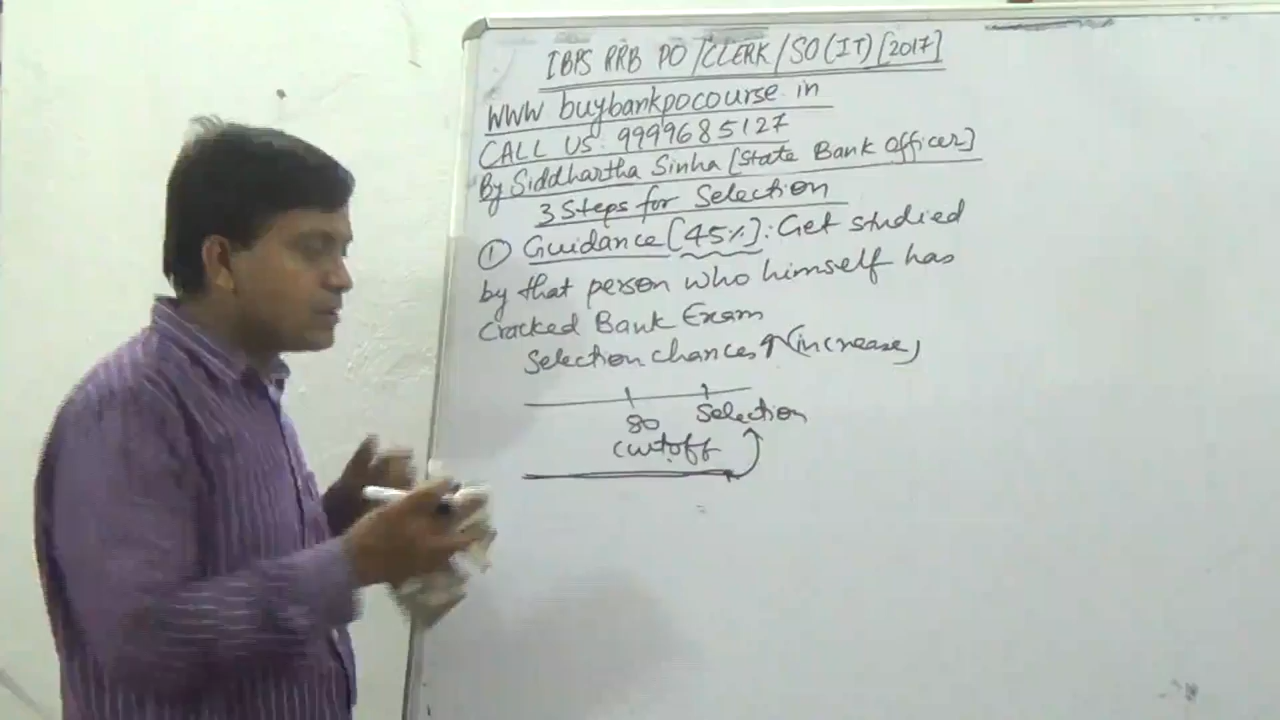 IBPS RRB PO/CLERK/SO(IT)[2017]
WWW buybankpocourse.in
CALL US: 9999685127
By Siddhartha Sinha [State Bank Officer]
3 Steps for Selection
① Guidance [45%]: Get studied
by that person who himself has
Cracked Bank Exam
Selection chances ↑(increase)
80 Selection
cutoff